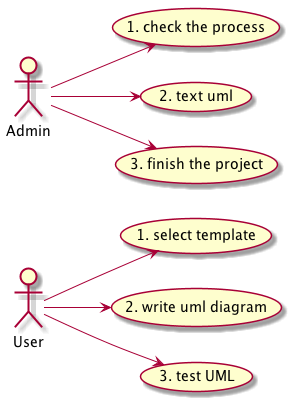 1. check the process
2. text uml
Admin
3. finish the project
1. select template
2. write uml diagram
User
3. test UML